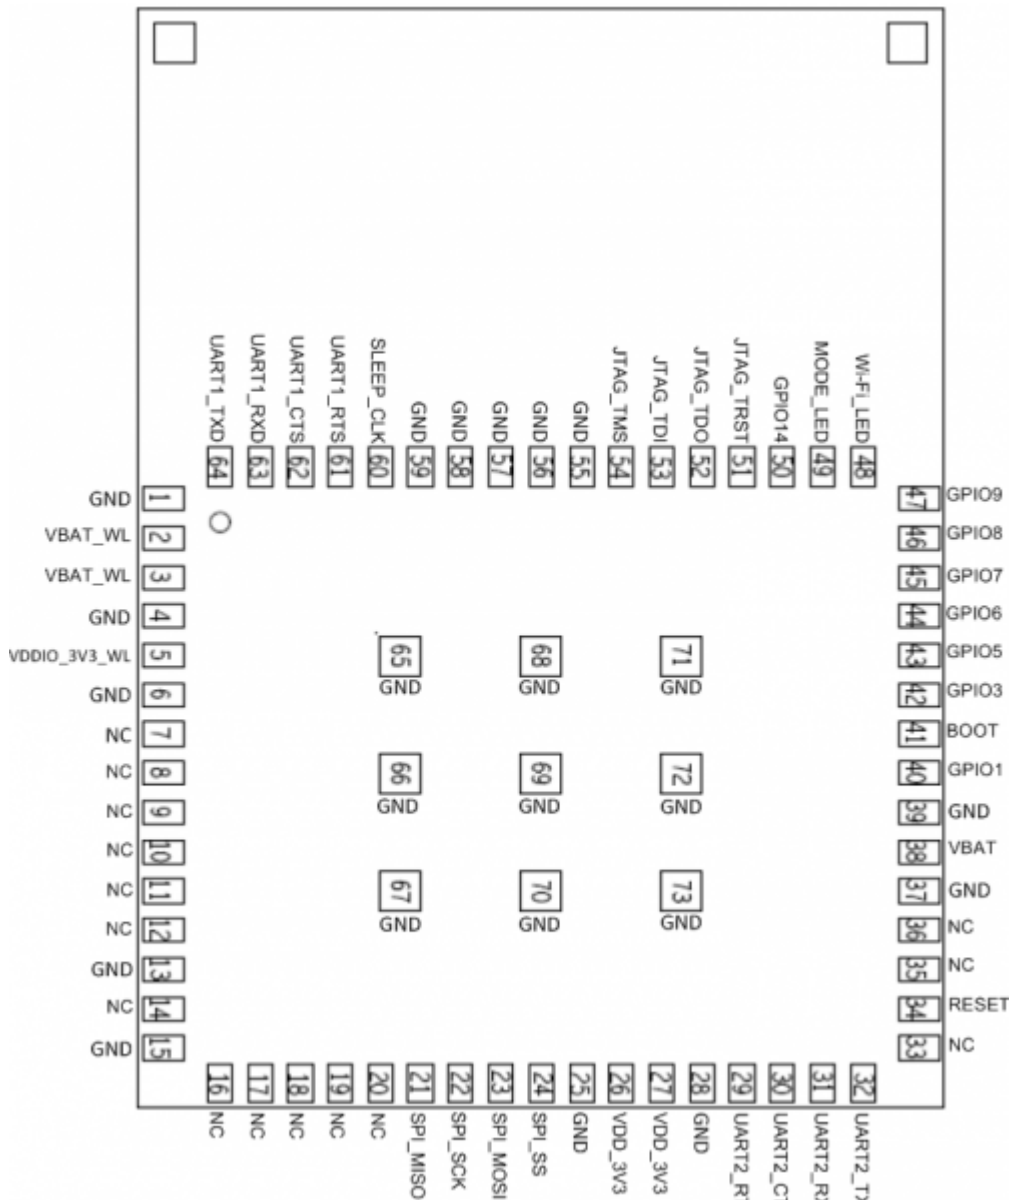 UART1_TXD 64
UART1_RXD 63
UART1_CTS 62
UART1_RTS 61
SLEEP_CLK 60
GND 59
GND 58
GND 57
GND 56
GND 55
JTAG_TMS 54
JTAG_TDI 53
JTAG_TDO 52
JTAG_TRST 51
GPIO14 50
MODE_LED 49
Wi-Fi_LED 48
GND 1
VBAT_WL 2
VBAT_WL 3
GND 4
VDDIO_3V3_WL 5
GND 6
NC 7
NC 8
NC 9
NC 10
NC 11
NC 12
GND 13
NC 14
GND 15
65 GND
68 GND
71 GND
66 GND
69 GND
72 GND
67 GND
70 GND
73 GND
47 GPIO9
46 GPIO8
45 GPIO7
44 GPIO6
43 GPIO5
42 GPIO3
41 BOOT
40 GPIO1
39 GND
38 VBAT
37 GND
36 NC
35 NC
34 RESET
33 NC
16 NC
17 NC
18 NC
19 NC
20 NC
21 SPI_MISO
22 SPI_SCK
23 SPI_MOSI
24 SPI_SS
25 GND
26 VDD_3V3
27 VDD_3V3
28 GND
29 UART2_R
30 UART2_C
31 UART2_R
32 UART2_TX